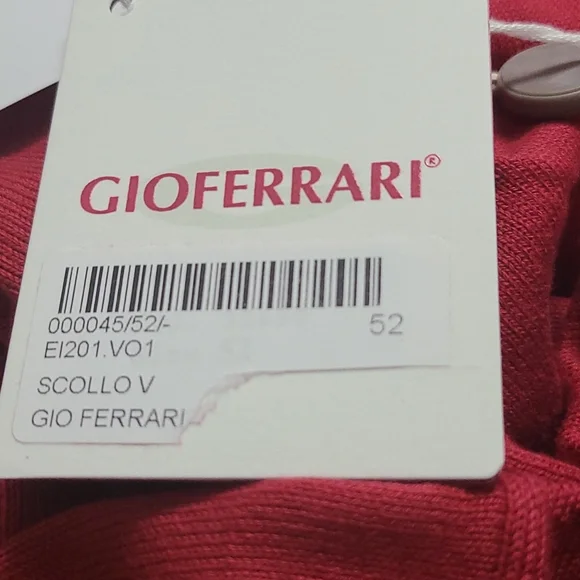 GIOFERRARI®
000045/52/- 52
EI201.VO1
SCOLLO V
GIO FERRARI